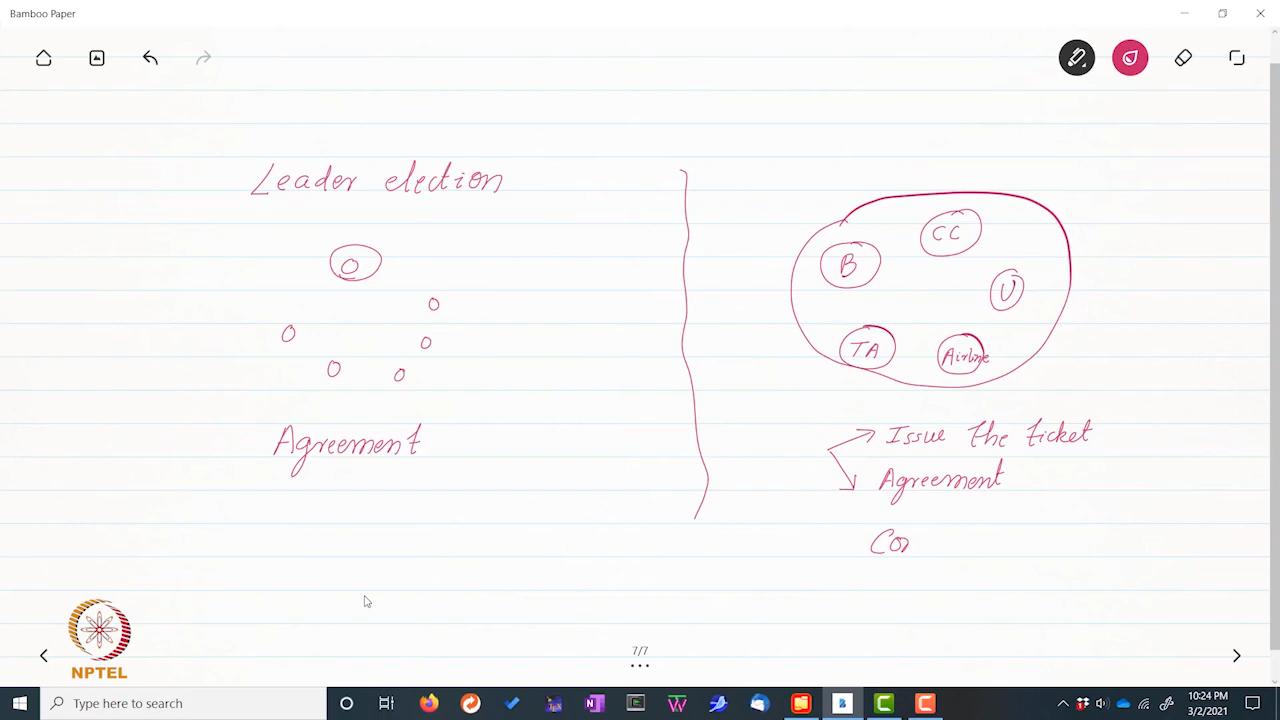 Bamboo Paper
Leader election
O
Agreement
CC
B
U
TA
Airline
Issue the ticket
Agreement
Con
NPTEL
7/7
Type here to search
10:24 PM
3/2/2021